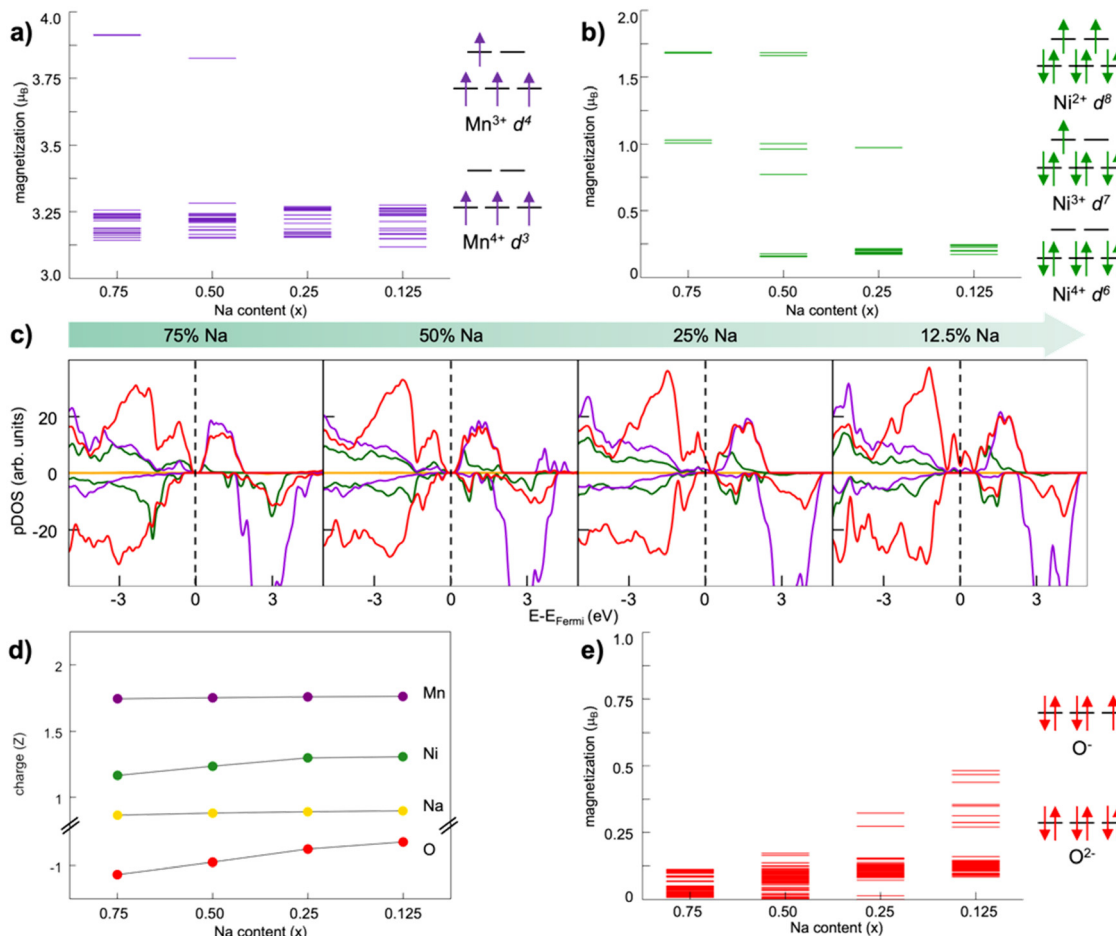 a)
4.0
3.75
3.5
3.25
3.0
magnetization (μB)
0.75 0.50 0.25 0.125
Na content (x)
Mn3+ d4
Mn4+ d3
b)
2.0
1.5
1.0
0.5
0
magnetization (μB)
0.75 0.50 0.25 0.125
Na content (x)
Ni2+ d8
Ni3+ d7
Ni4+ d6
c)
75% Na 50% Na 25% Na 12.5% Na
pDOS (arb. units)
20
0
-20
-3 0 3 -3 0 3 -3 0 3 -3 0 3
E-EFermi (eV)
d)
2
1.5
1
-1
charge (Z)
Mn
Ni
Na
O
0.75 0.50 0.25 0.125
Na content (x)
e)
1.0
0.75
0.5
0.25
0
magnetization (μB)
0.75 0.50 0.25 0.125
Na content (x)
O-
O2-